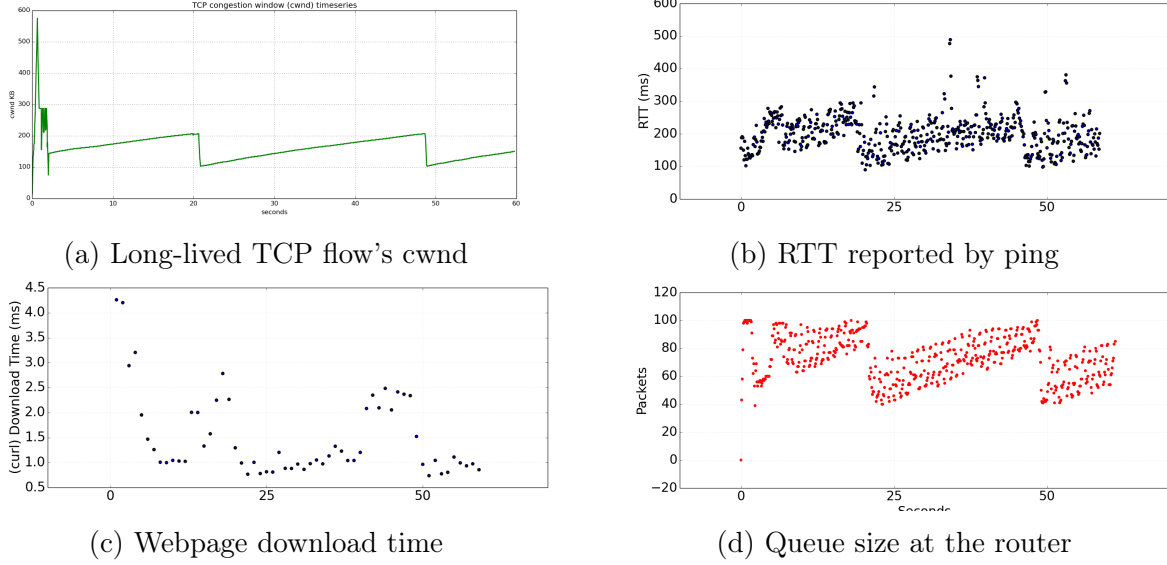 TCP congestion window (cwnd) timeseries
600
500
400
300
200
100
0
cwnd KB
0 10 20 30 40 50 60
seconds
(a) Long-lived TCP flow's cwnd
600
500
400
300
200
100
0
RTT (ms)
0 25 50
(b) RTT reported by ping
4.5
4.0
3.5
3.0
2.5
2.0
1.5
1.0
0.5
(curl) Download Time (ms)
0 25 50
(c) Webpage download time
120
100
80
60
40
20
0
−20
Packets
0 25 50
Seconds
(d) Queue size at the router